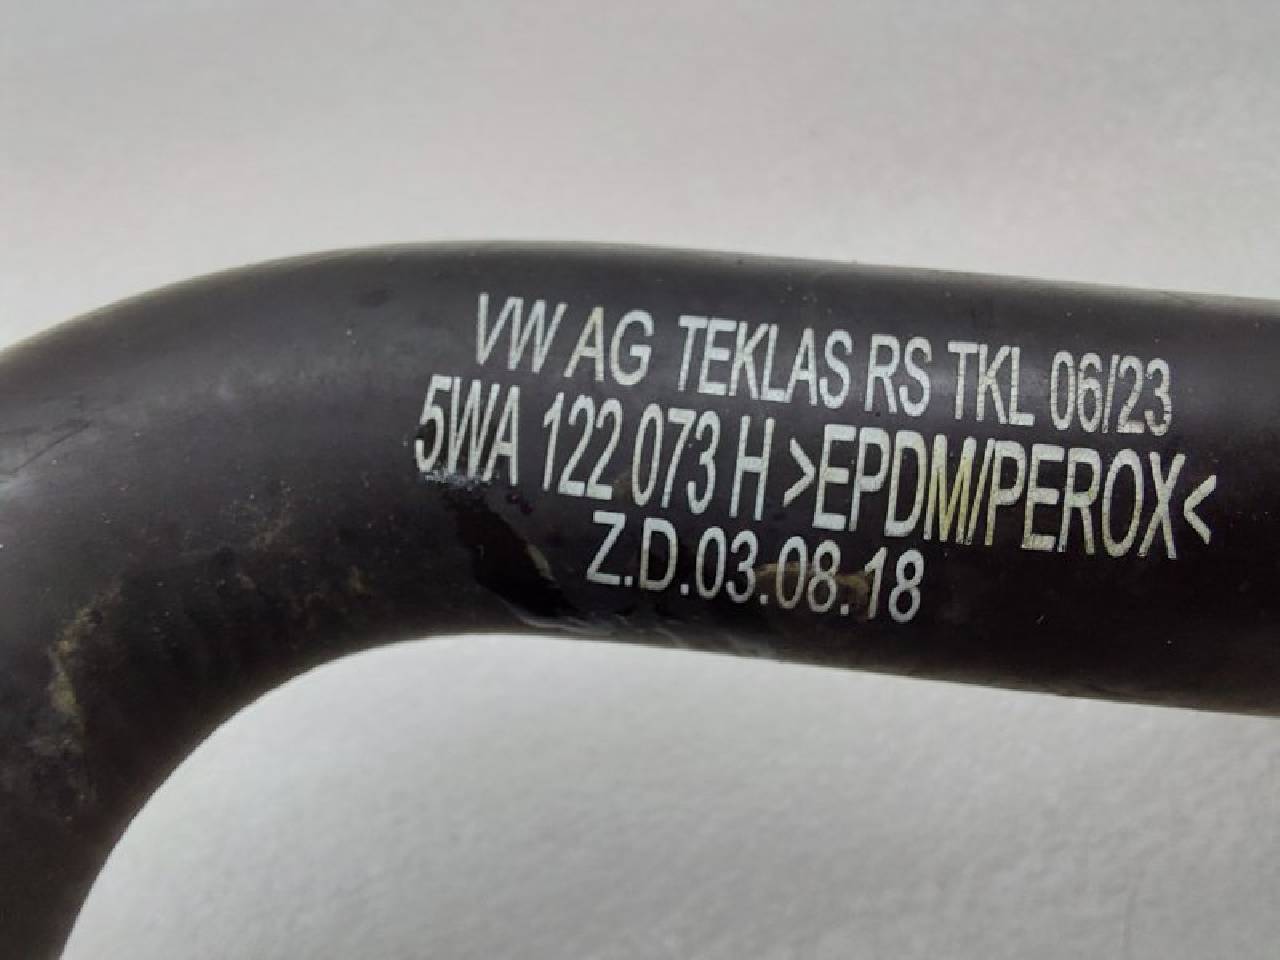 VW AG TEKLAS RS TKL 06/23
5WA 122 073 H >EPDM/PEROX<
Z.D.03.08.18